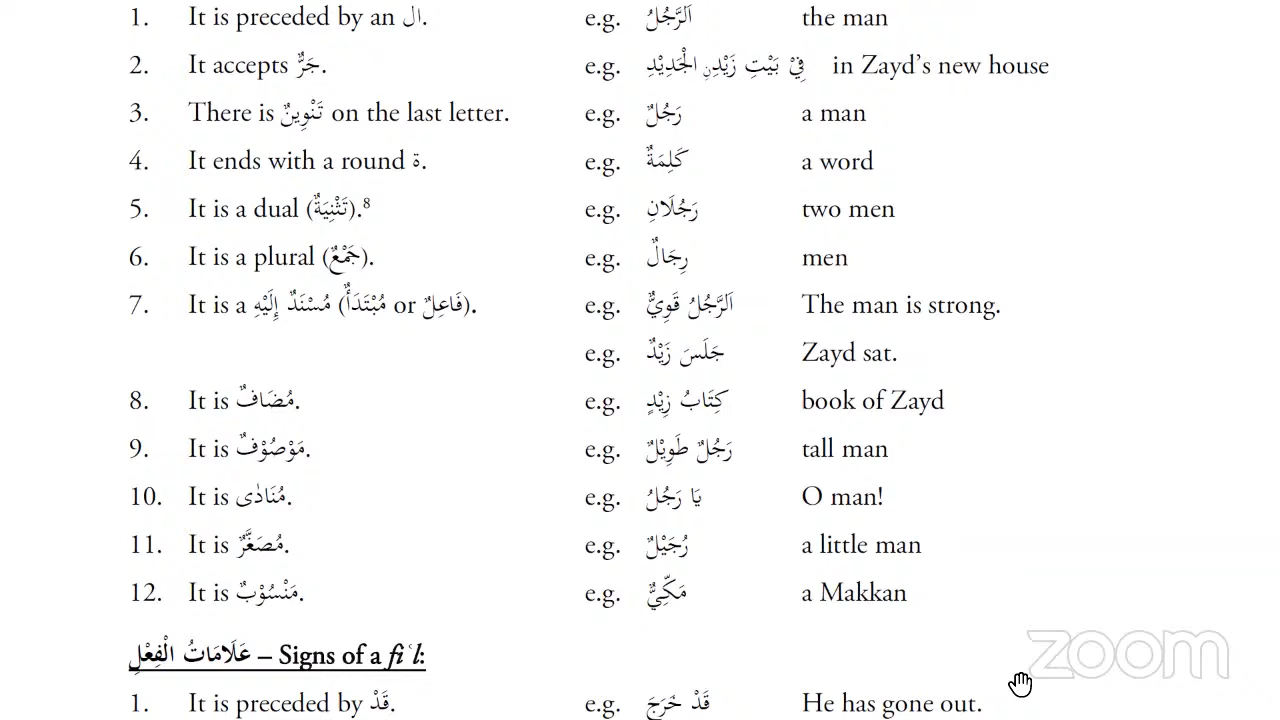 1. It is preceded by an ال. e.g. اَلرَّجُلُ the man
2. It accepts جَرٌّ. e.g. فِيْ بَيْتِ زَيْدِنِ الْجَدِيْدِ in Zayd’s new house
3. There is تَنْوِينٌ on the last letter. e.g. رَجُلٌ a man
4. It ends with a round ة. e.g. كَلِمَةٌ a word
5. It is a dual (تَثْنِيَةٌ).⁸ e.g. رَجُلَانِ two men
6. It is a plural (جَمْعٌ). e.g. رِجَالٌ men
7. It is a مُسْنَدٌ إِلَيْهِ (مُبْتَدَأٌ or فَاعِلٌ). e.g. اَلرَّجُلُ قَوِيٌّ The man is strong.
e.g. جَلَسَ زَيْدٌ Zayd sat.
8. It is مُضَافٌ. e.g. كِتَابُ زِيْدٍ book of Zayd
9. It is مَوْصُوْفٌ. e.g. رَجُلٌ طَوِيْلٌ tall man
10. It is مُنَادٰى. e.g. يَا رَجُلُ O man!
11. It is مُصَغَّرٌ. e.g. رُجَيْلٌ a little man
12. It is مَنْسُوْبٌ. e.g. مَكِّيٌّ a Makkan
عَلَامَاتُ الْفِعْلِ – Signs of a fiʿl:
zoom
1. It is preceded by قَدْ. e.g. قَدْ خَرَجَ He has gone out.